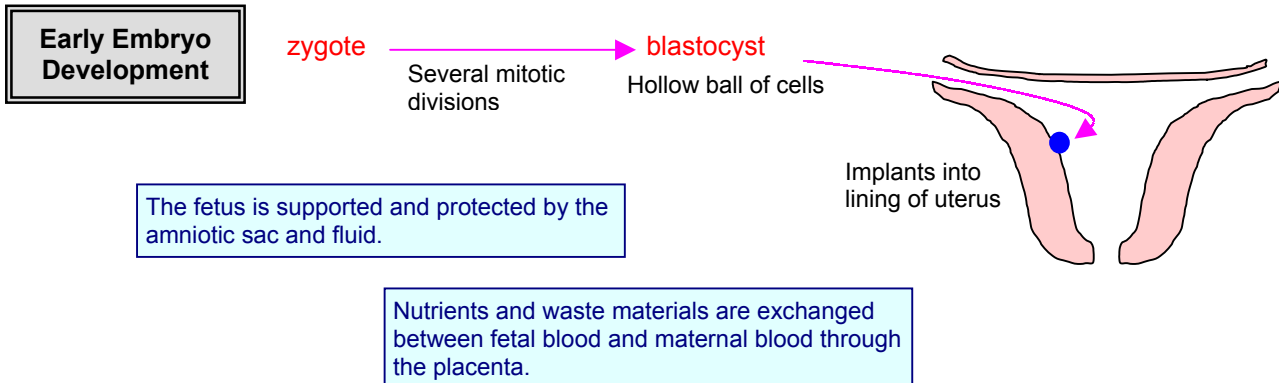 Early Embryo
Development
zygote
Several mitotic
divisions
blastocyst
Hollow ball of cells
Implants into
lining of uterus
The fetus is supported and protected by the
amniotic sac and fluid.
Nutrients and waste materials are exchanged
between fetal blood and maternal blood through
the placenta.